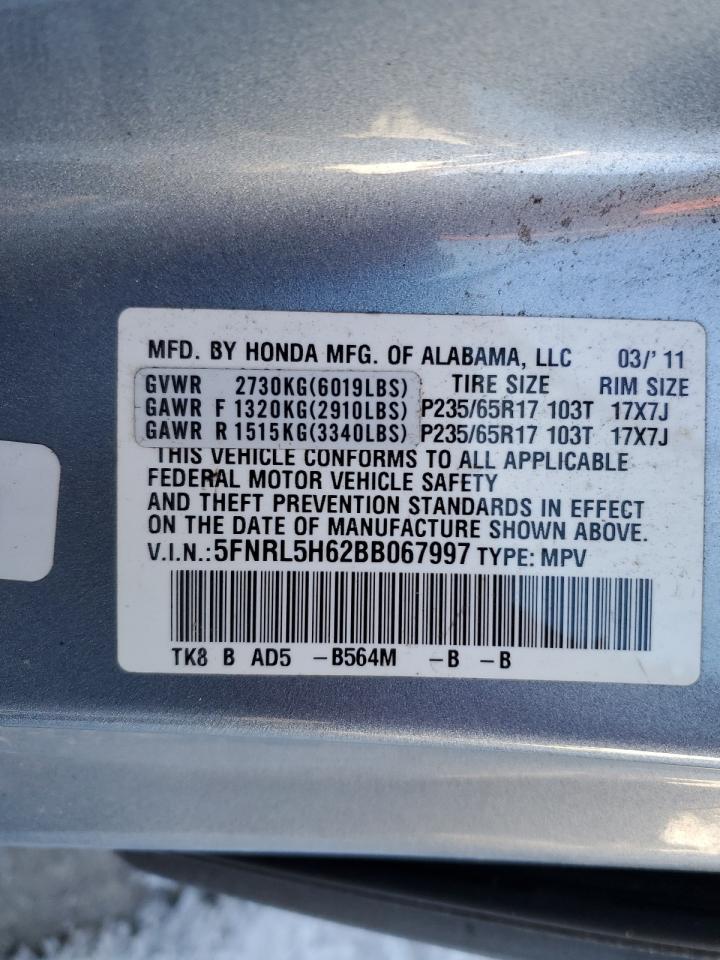 MFD. BY HONDA MFG. OF ALABAMA, LLC 03/'11
GVWR 2730KG(6019LBS) TIRE SIZE RIM SIZE
GAWR F 1320KG(2910LBS) P235/65R17 103T 17X7J
GAWR R 1515KG(3340LBS) P235/65R17 103T 17X7J
THIS VEHICLE CONFORMS TO ALL APPLICABLE
FEDERAL MOTOR VEHICLE SAFETY
AND THEFT PREVENTION STANDARDS IN EFFECT
ON THE DATE OF MANUFACTURE SHOWN ABOVE.
V.I.N.:5FNRL5H62BB067997 TYPE: MPV
TK8 B AD5 -B564M -B -B